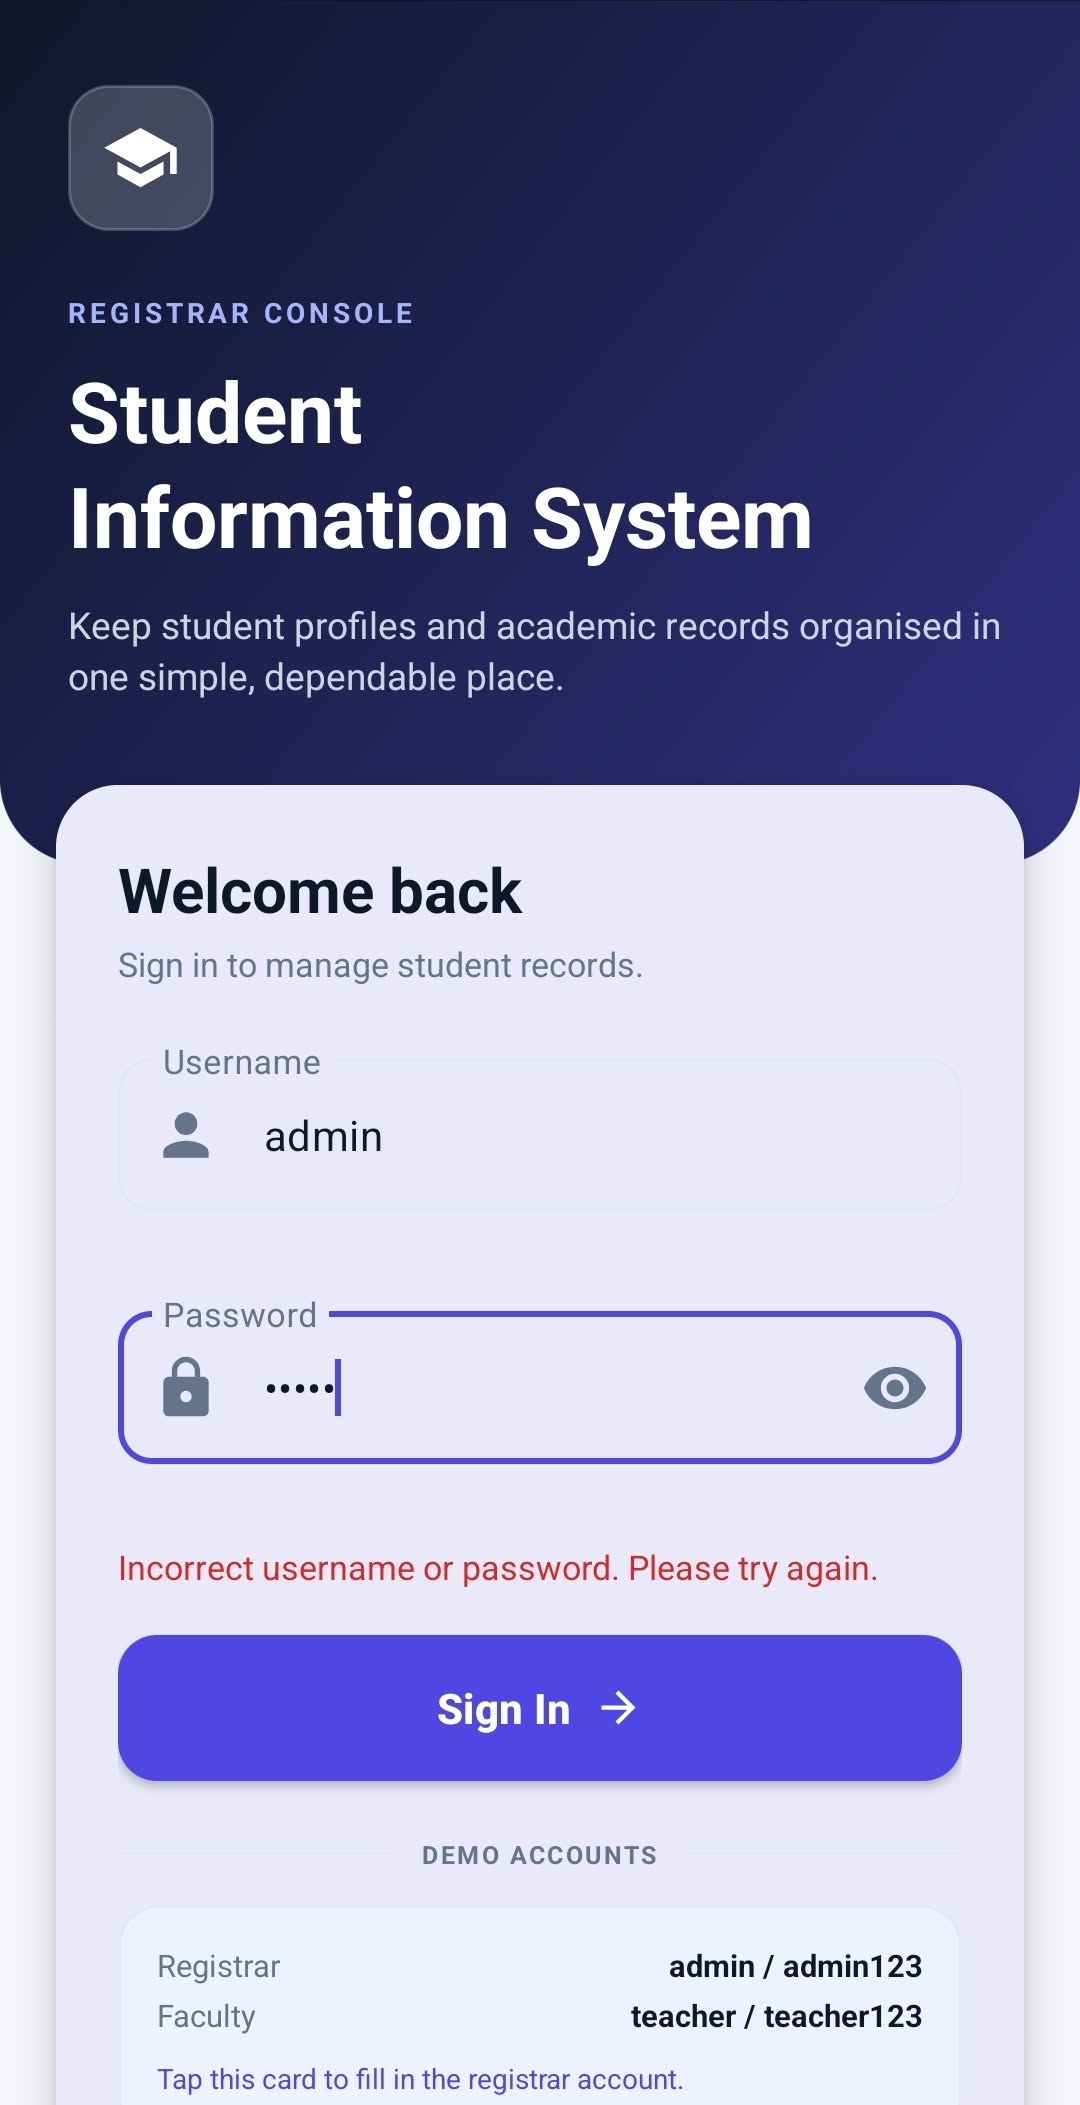 REGISTRAR CONSOLE
Student
Information System
Keep student profiles and academic records organised in
one simple, dependable place.
Welcome back
Sign in to manage student records.
Username
admin
Password
•••••
Incorrect username or password. Please try again.
Sign In →
DEMO ACCOUNTS
Registrar admin / admin123
Faculty teacher / teacher123
Tap this card to fill in the registrar account.